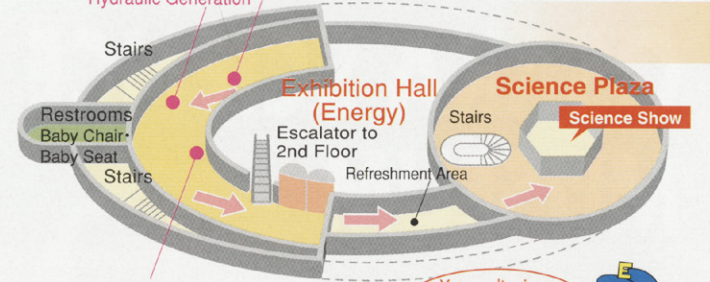 Hydraulic Generation
Stairs
Exhibition Hall
(Energy)
Science Plaza
Restrooms
Baby Chair
Baby Seat
Stairs
Science Show
Escalator to
2nd Floor
Stairs
Refreshment Area
E